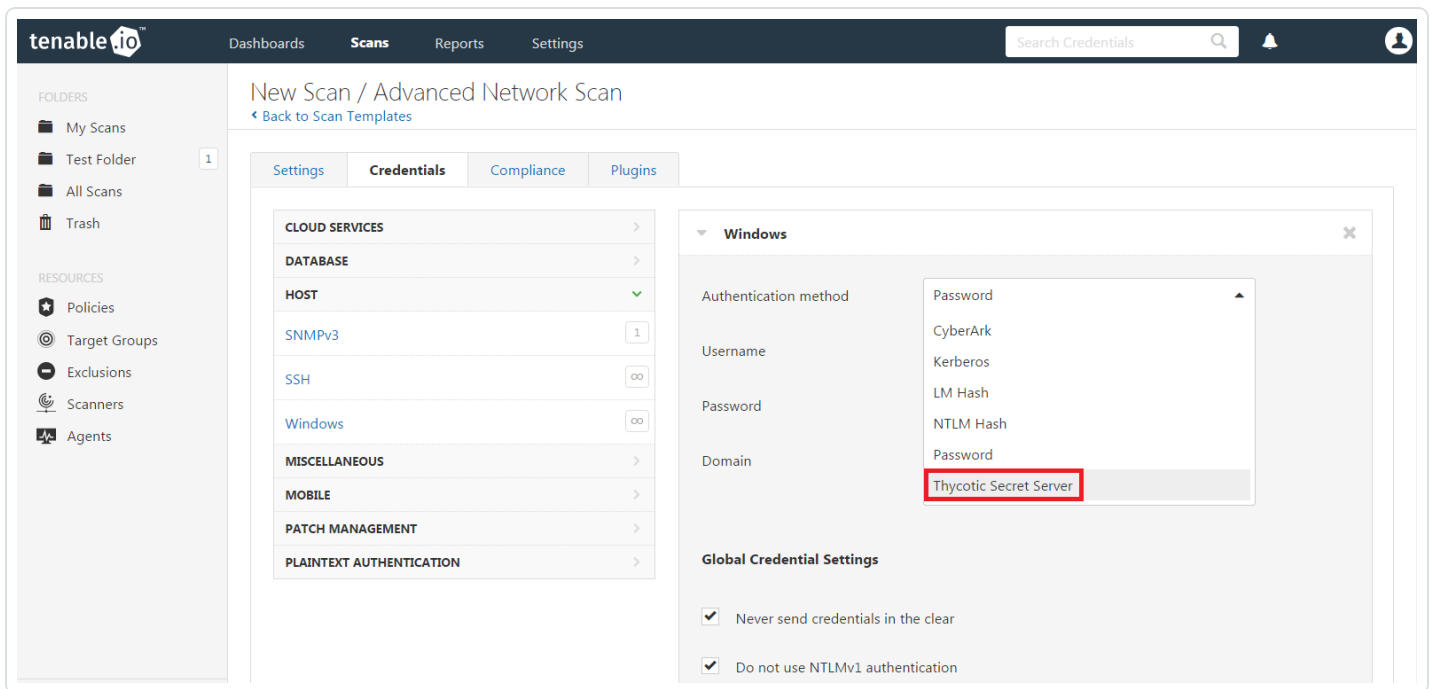 tenable.io™
Dashboards
Scans
Reports
Settings
Search Credentials
FOLDERS
My Scans
Test Folder
1
All Scans
Trash
RESOURCES
Policies
Target Groups
Exclusions
Scanners
Agents
New Scan / Advanced Network Scan
Back to Scan Templates
Settings
Credentials
Compliance
Plugins
CLOUD SERVICES
DATABASE
HOST
SNMPv3
1
SSH
∞
Windows
∞
MISCELLANEOUS
MOBILE
PATCH MANAGEMENT
PLAINTEXT AUTHENTICATION
Windows
Authentication method
Password
CyberArk
Kerberos
LM Hash
NTLM Hash
Password
Thycotic Secret Server
Username
Password
Domain
Global Credential Settings
Never send credentials in the clear
Do not use NTLMv1 authentication